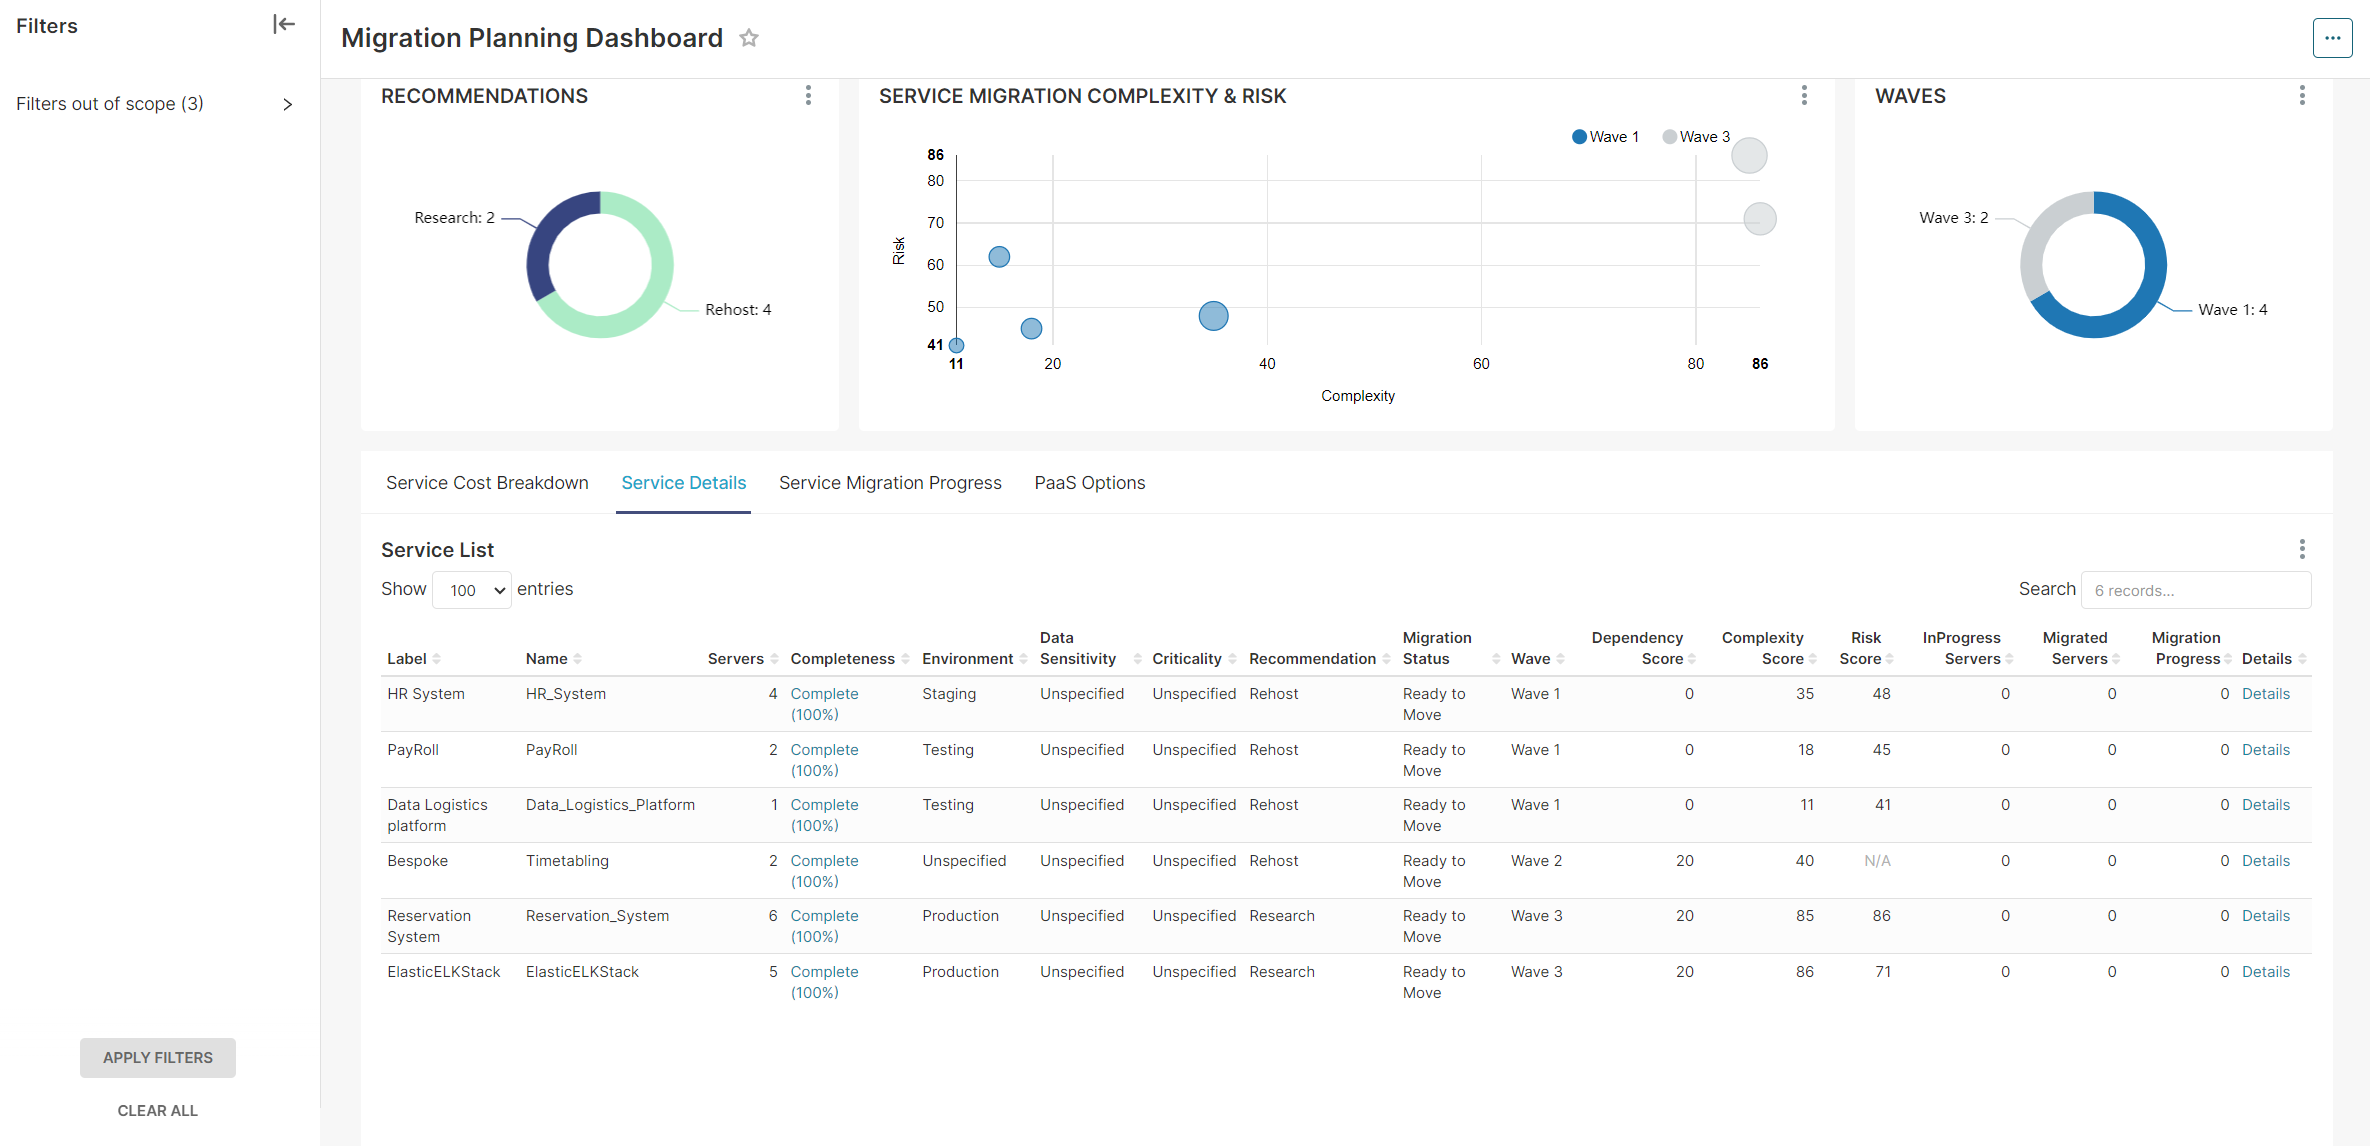 Filters
Filters out of scope (3)
APPLY FILTERS
CLEAR ALL
Migration Planning Dashboard
...
RECOMMENDATIONS
Research: 2
Rehost: 4
SERVICE MIGRATION COMPLEXITY & RISK
Wave 1 Wave 3
86
80
70
60
50
41
Risk
11 20 40 60 80 86
Complexity
WAVES
Wave 3: 2
Wave 1: 4
Service Cost Breakdown Service Details Service Migration Progress PaaS Options
Service List
Show 100 entries Search 6 records...
Data Migration Dependency Complexity Risk InProgress Migrated Migration
Label Name Servers Completeness Environment Sensitivity Criticality Recommendation Status Wave Score Score Score Servers Servers Progress Details
HR System HR_System 4 Complete Staging Unspecified Unspecified Rehost Ready to Wave 1 0 35 48 0 0 0 Details
(100%) Move
PayRoll PayRoll 2 Complete Testing Unspecified Unspecified Rehost Ready to Wave 1 0 18 45 0 0 0 Details
(100%) Move
Data Logistics Data_Logistics_Platform 1 Complete Testing Unspecified Unspecified Rehost Ready to Wave 1 0 11 41 0 0 0 Details
platform (100%) Move
Bespoke Timetabling 2 Complete Unspecified Unspecified Unspecified Rehost Ready to Wave 2 20 40 N/A 0 0 0 Details
(100%) Move
Reservation Reservation_System 6 Complete Production Unspecified Unspecified Research Ready to Wave 3 20 85 86 0 0 0 Details
System (100%) Move
ElasticELKStack ElasticELKStack 5 Complete Production Unspecified Unspecified Research Ready to Wave 3 20 86 71 0 0 0 Details
(100%) Move